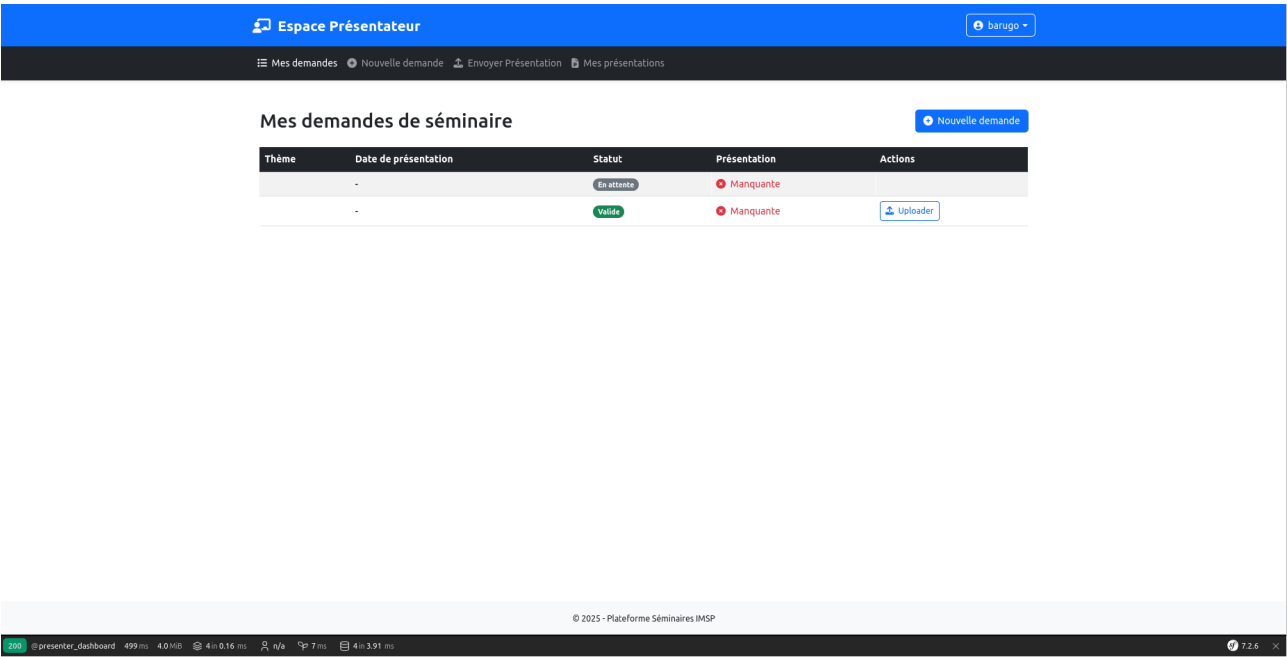 Espace Présentateur
barugo
Mes demandes Nouvelle demande Envoyer Présentation Mes présentations
Mes demandes de séminaire
Nouvelle demande
Thème Date de présentation Statut Présentation Actions
- En attente Manquante
- Valide Manquante Uploader
© 2025 - Plateforme Séminaires IMSP
200 @presenter_dashboard 499 ms 4.0 MiB 4 in 0.16 ms n/a 7 ms 4 in 3.91 ms 7.2.6